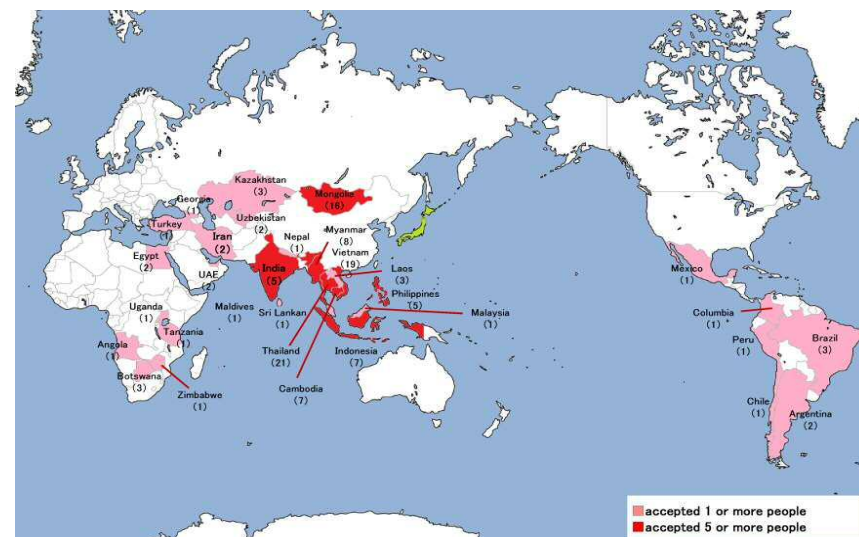 Kazakhstan
(3)
Mongolia
(16)
Georgia
(1)
Uzbekistan
(2)
Turkey
(1)
Iran
(2)
Nepal
(1)
Myanmar
(8)
Vietnam
(19)
Egypt
(2)
UAE
(2)
India
(5)
Laos
(3)
Philippines
(5)
Maldives
(1)
Sri Lankan
(1)
Malaysia
(1)
Uganda
(1)
Tanzania
(1)
Angola
(1)
Thailand
(21)
Indonesia
(7)
Botswana
(3)
Zimbabwe
(1)
Cambodia
(7)
Mexico
(1)
Columbia
(1)
Peru
(1)
Brazil
(3)
Chile
(1)
Argentina
(2)
accepted 1 or more people
accepted 5 or more people